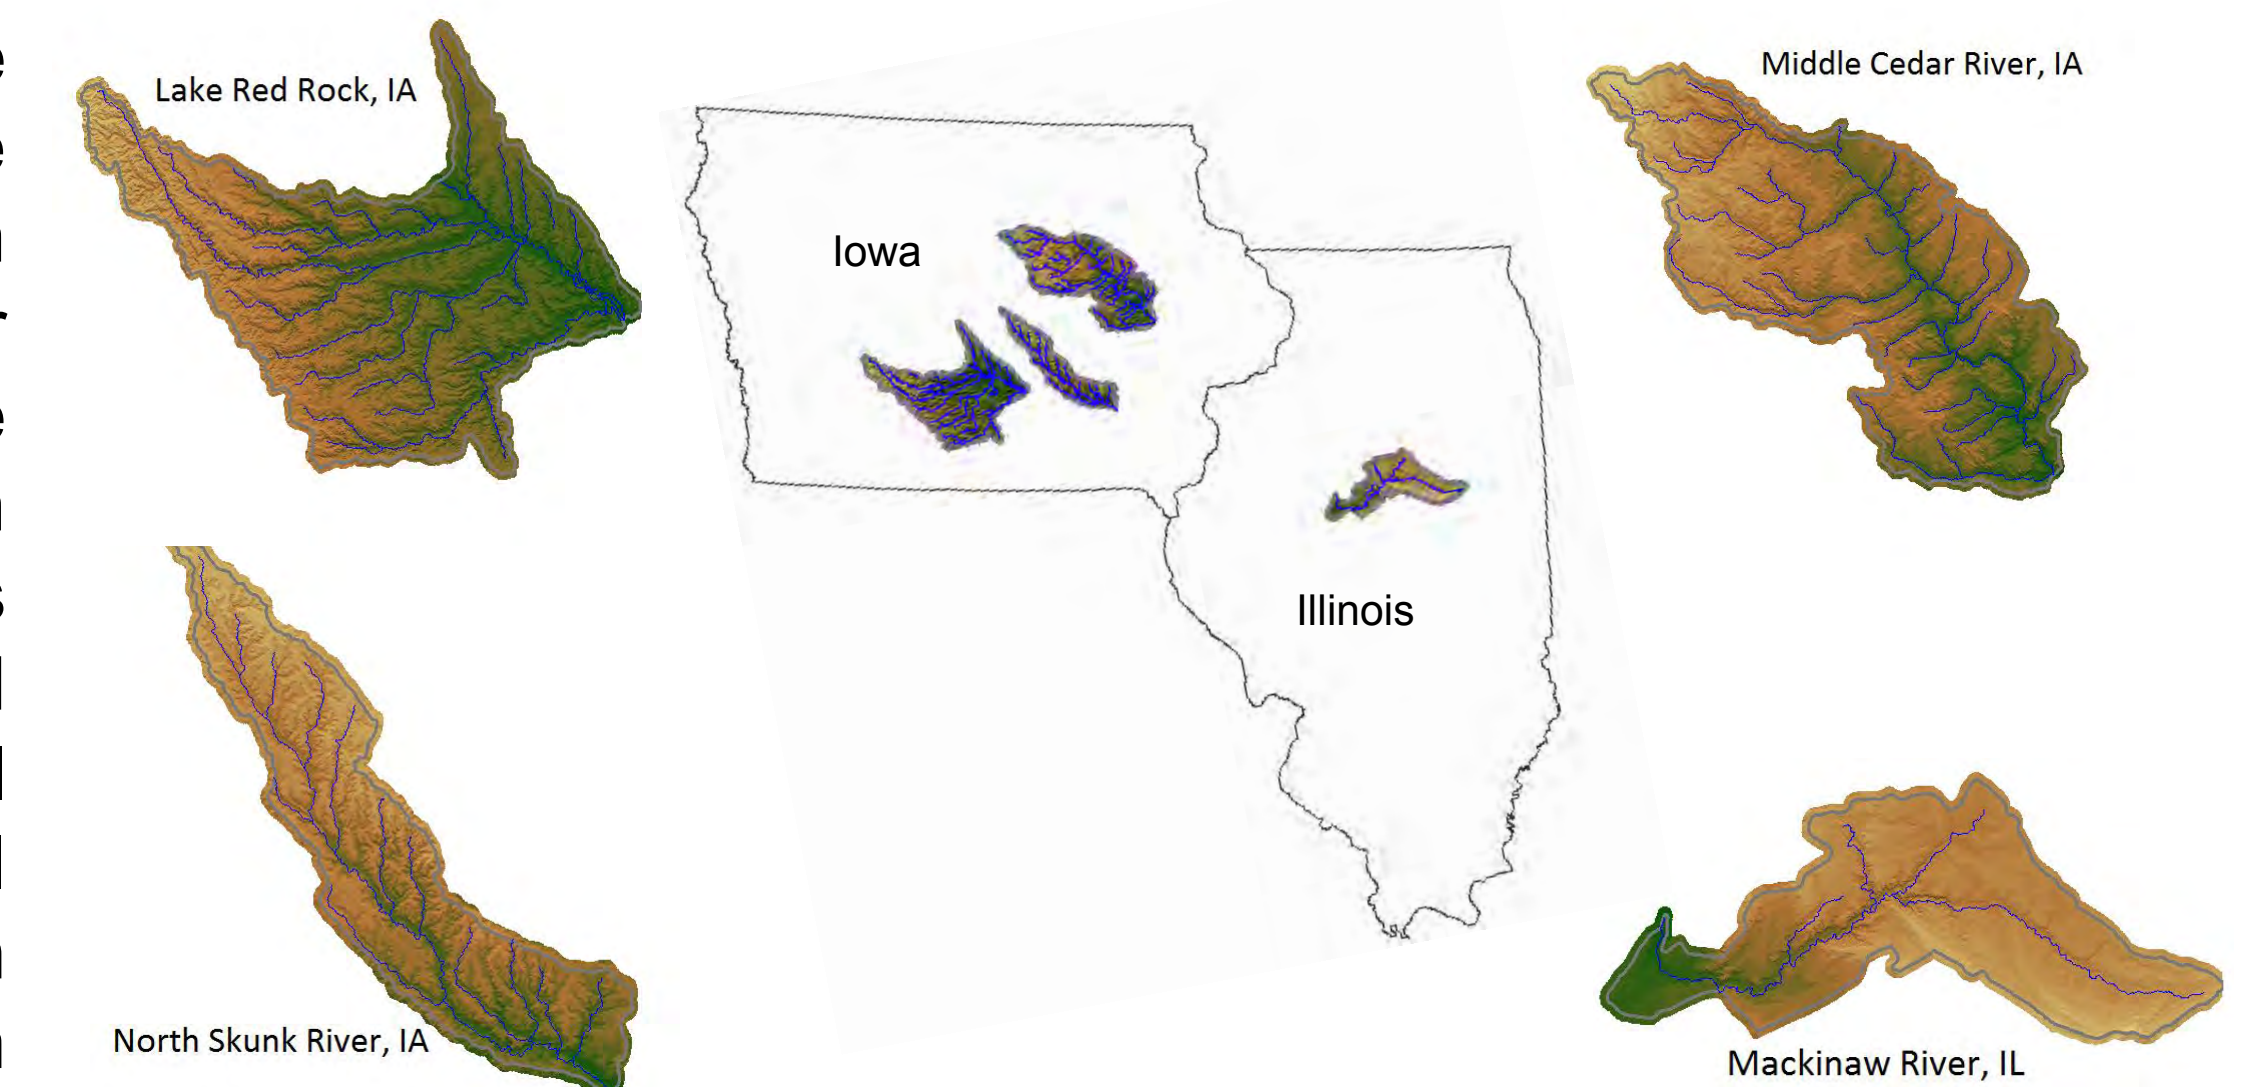 Lake Red Rock, IA
Middle Cedar River, IA
Iowa
Illinois
North Skunk River, IA
Mackinaw River, IL